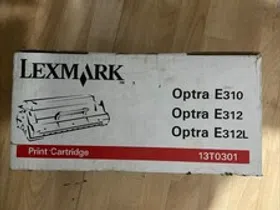 LEXMARK
Optra E310
Optra E312
Optra E312L
Print Cartridge 13T0301